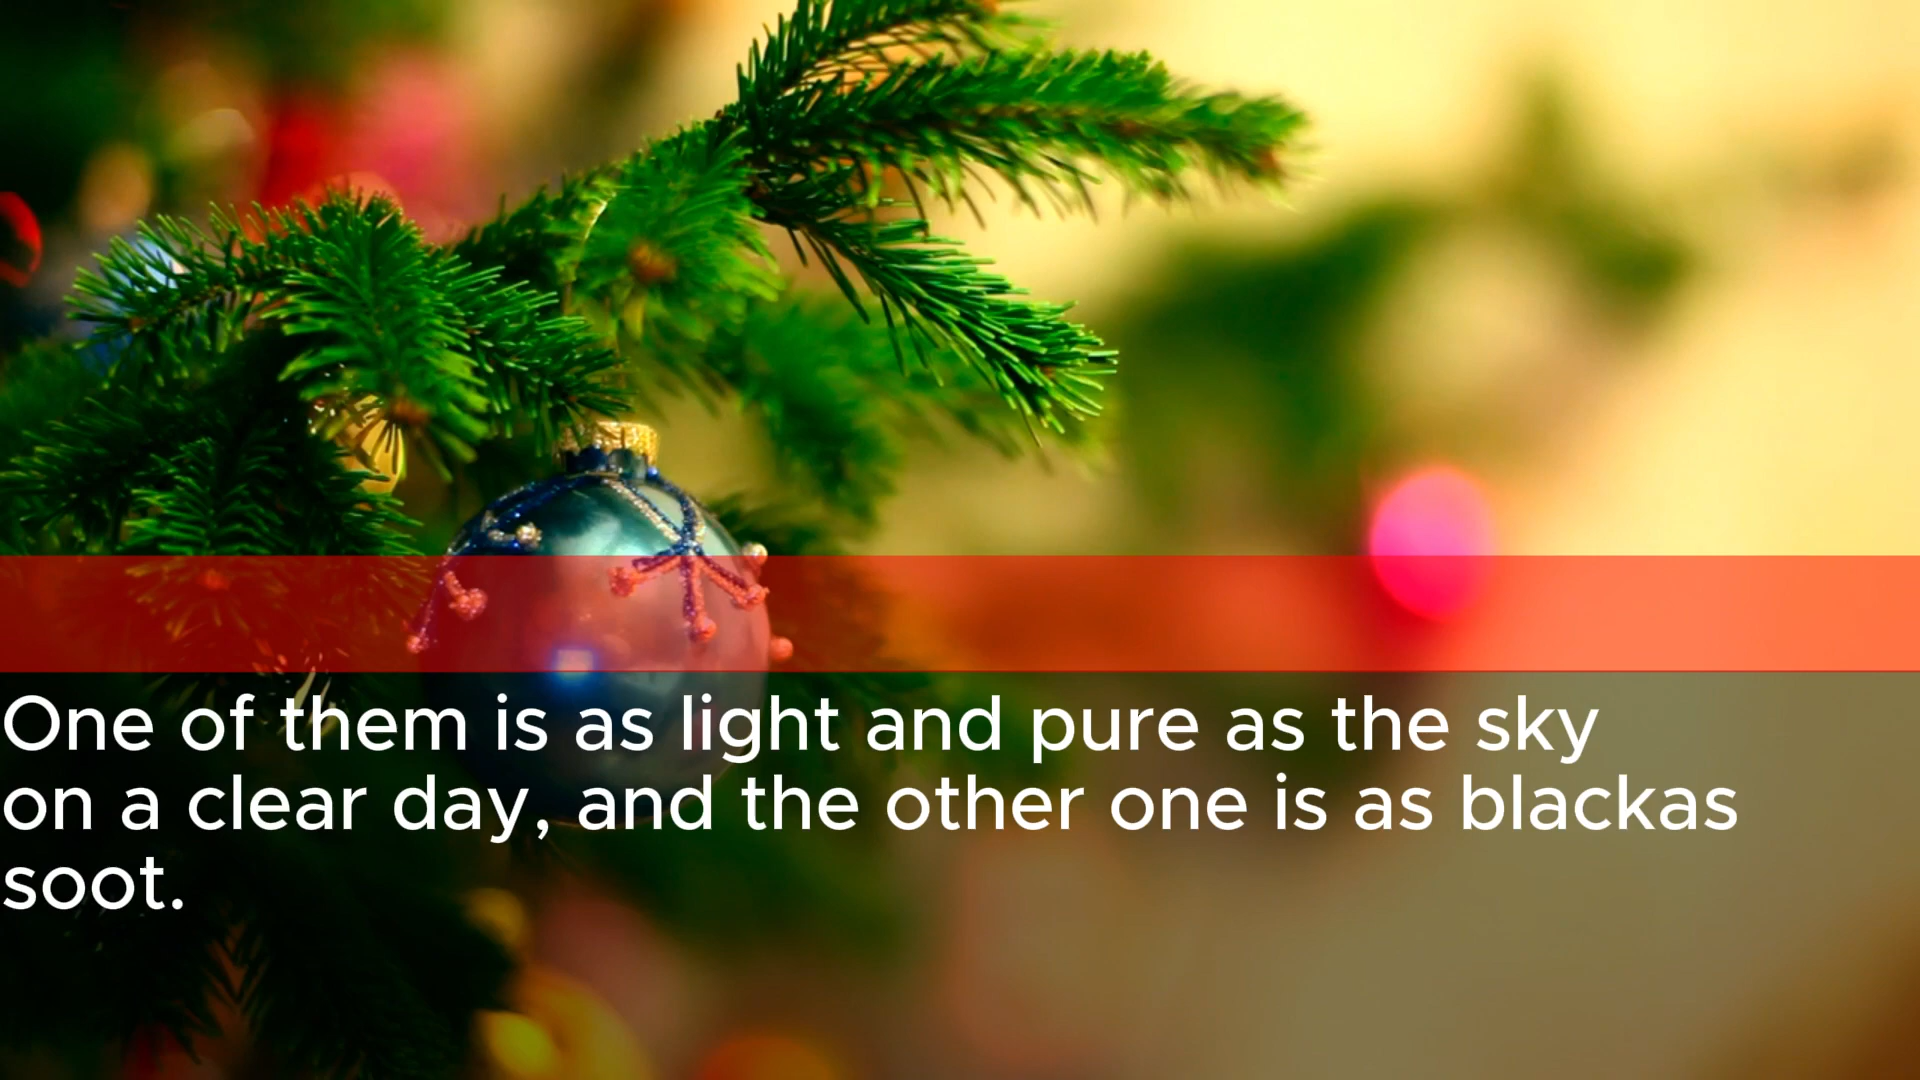 One of them is as light and pure as the sky
on a clear day, and the other one is as blackas
soot.